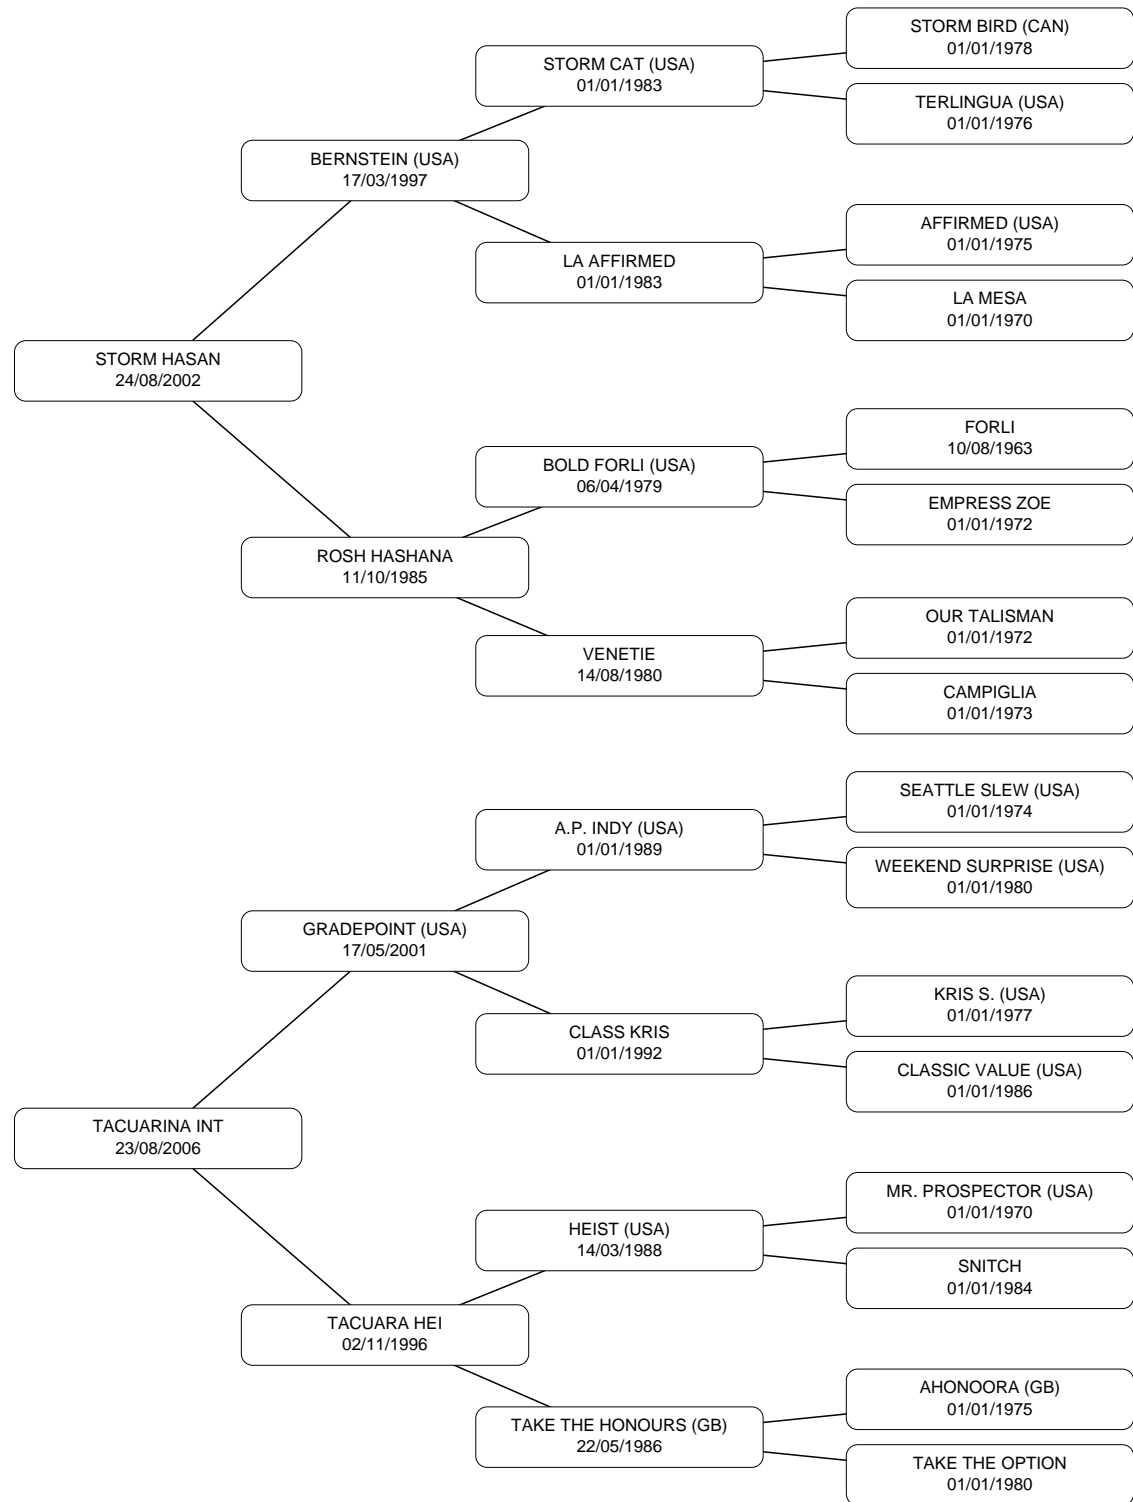 STORM BIRD (CAN)
01/01/1978
STORM CAT (USA)
01/01/1983
TERLINGUA (USA)
01/01/1976
BERNSTEIN (USA)
17/03/1997
AFFIRMED (USA)
01/01/1975
LA AFFIRMED
01/01/1983
LA MESA
01/01/1970
STORM HASAN
24/08/2002
FORLI
10/08/1963
BOLD FORLI (USA)
06/04/1979
EMPRESS ZOE
01/01/1972
ROSH HASHANA
11/10/1985
OUR TALISMAN
01/01/1972
VENETIE
14/08/1980
CAMPIGLIA
01/01/1973
SEATTLE SLEW (USA)
01/01/1974
A.P. INDY (USA)
01/01/1989
WEEKEND SURPRISE (USA)
01/01/1980
GRADEPOINT (USA)
17/05/2001
KRIS S. (USA)
01/01/1977
CLASS KRIS
01/01/1992
CLASSIC VALUE (USA)
01/01/1986
TACUARINA INT
23/08/2006
MR. PROSPECTOR (USA)
01/01/1970
HEIST (USA)
14/03/1988
SNITCH
01/01/1984
TACUARA HEI
02/11/1996
AHONOORA (GB)
01/01/1975
TAKE THE HONOURS (GB)
22/05/1986
TAKE THE OPTION
01/01/1980